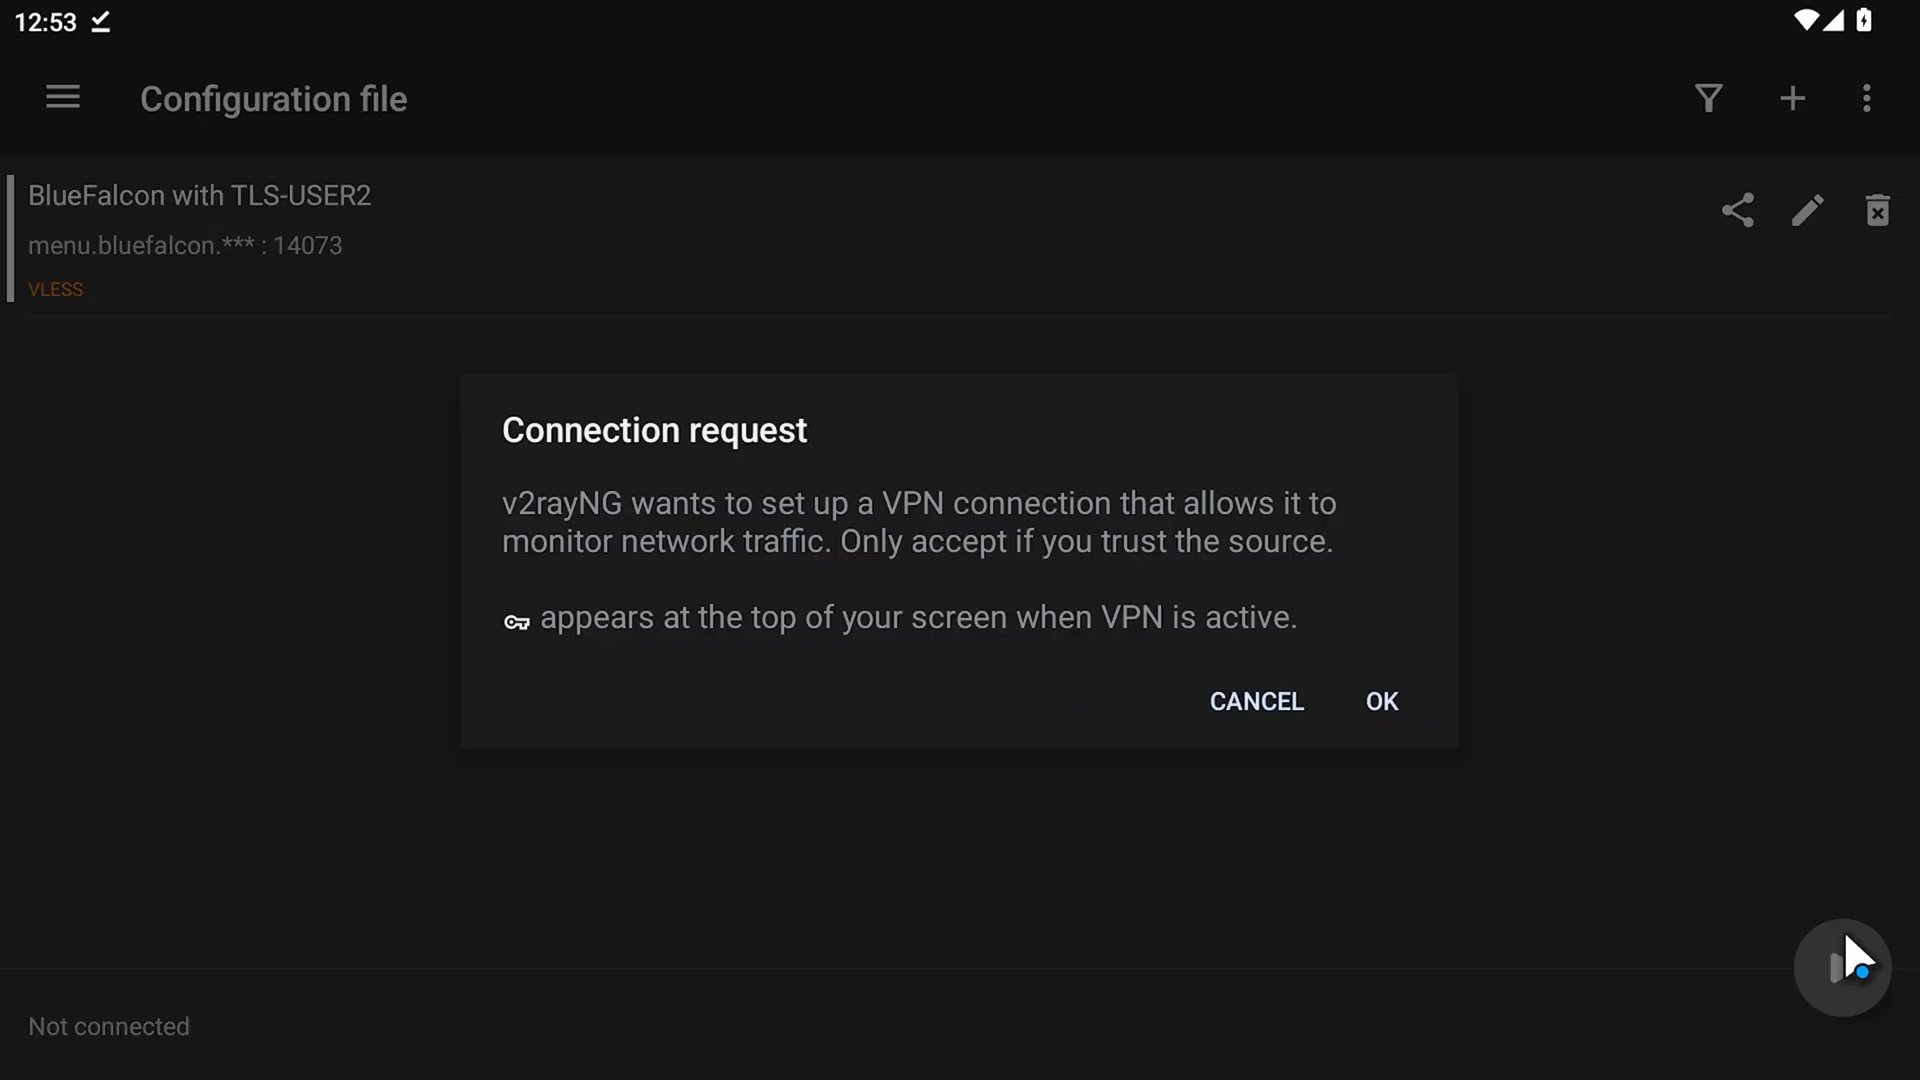 12:53
Configuration file
BlueFalcon with TLS-USER2
menu.bluefalcon.*** : 14073
VLESS
Connection request
v2rayNG wants to set up a VPN connection that allows it to
monitor network traffic. Only accept if you trust the source.
appears at the top of your screen when VPN is active.
CANCEL OK
Not connected